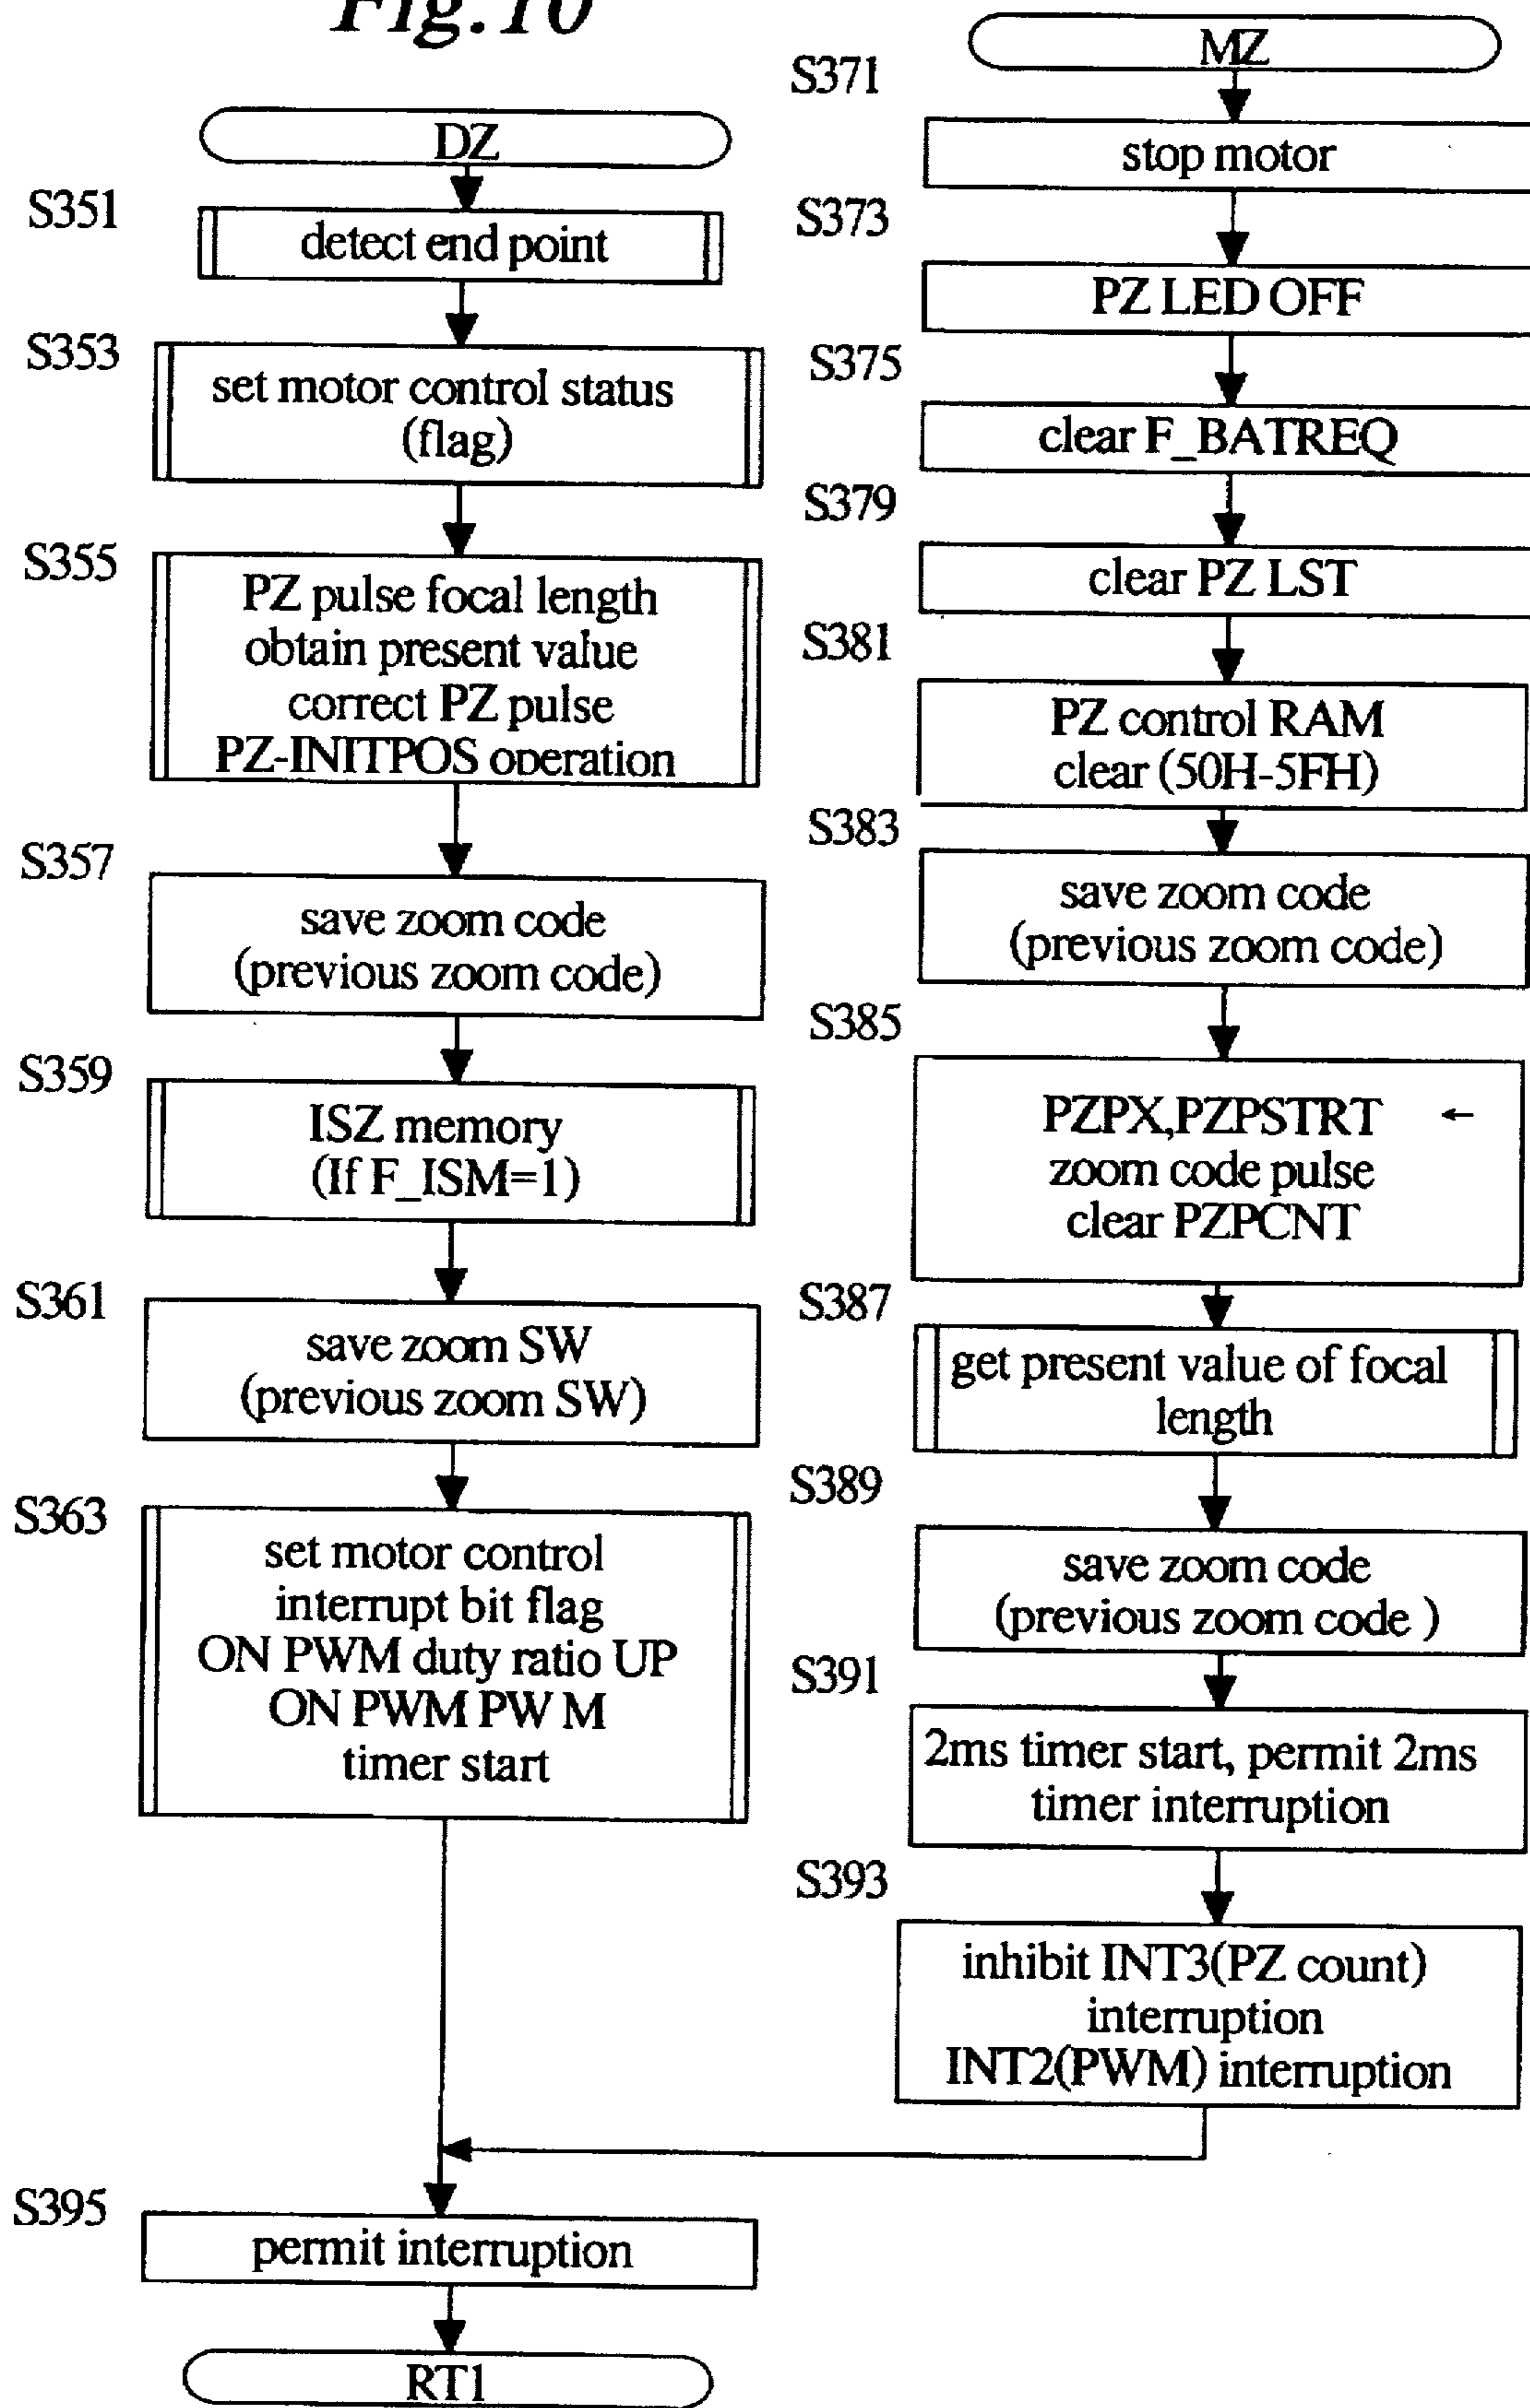 Fig.10
DZ
S351
detect end point
S353
set motor control status
(flag)
S355
PZ pulse focal length
obtain present value
correct PZ pulse
PZ-INITPOS operation
S357
save zoom code
(previous zoom code)
S359
ISZ memory
(If F_ISM=1)
S361
save zoom SW
(previous zoom SW)
S363
set motor control
interrupt bit flag
ON PWM duty ratio UP
ON PWM PW M
timer start
MZ
S371
stop motor
S373
PZ LED OFF
S375
clear F_BATREQ
S379
clear PZ LST
S381
PZ control RAM
clear (50H-5FH)
S383
save zoom code
(previous zoom code)
S385
PZPX,PZPSTRT ←
zoom code pulse
clear PZPCNT
S387
get present value of focal
length
S389
save zoom code
(previous zoom code )
S391
2ms timer start, permit 2ms
timer interruption
S393
inhibit INT3(PZ count)
interruption
INT2(PWM) interruption
S395
permit interruption
RT1